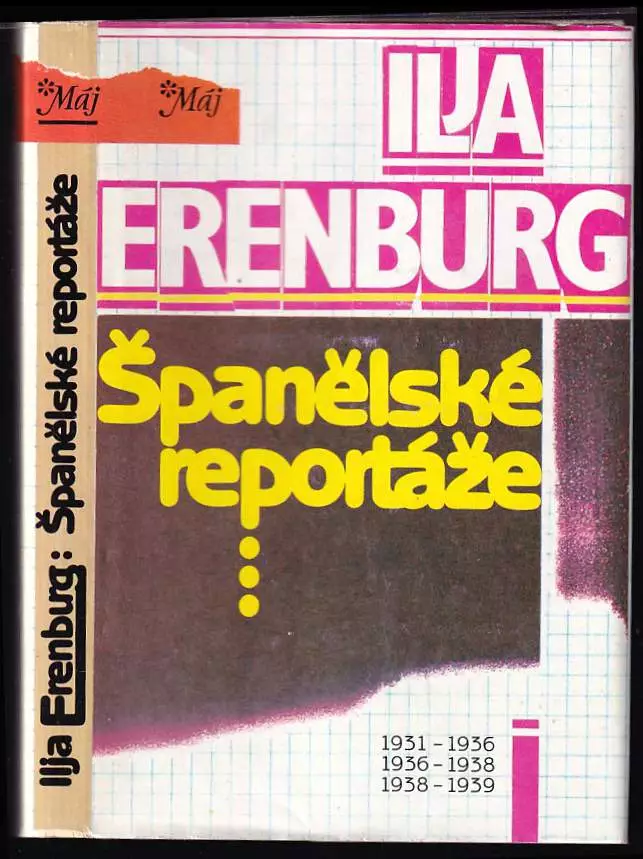 *Máj
*Máj
Ilja Erenburg: Španělské reportáže
ILJA
ERENBURG
Španělské
reportáže
1931 – 1936
1936 – 1938
1938 – 1939